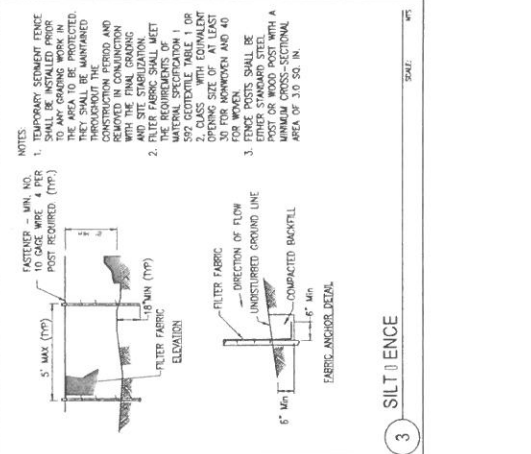 NOTES:
1. TEMPORARY SEDIMENT FENCE
SHALL BE INSTALLED PRIOR
TO ANY GRADING WORK IN
THE AREA TO BE PROTECTED.
THEY SHALL BE MAINTAINED
THROUGHOUT THE
CONSTRUCTION PERIOD AND
REMOVED IN CONJUNCTION
WITH THE FINAL GRADING
AND SITE STABILIZATION.
2. FILTER FABRIC SHALL MEET
THE REQUIREMENTS OF
MATERIAL SPECIFICATION
592 GEOTEXTILE TABLE 1 OR
2, CLASS WITH EQUIVALENT
OPENING SIZE OF AT LEAST
30 FOR NONWOVEN AND 40
FOR WOVEN.
3. FENCE POSTS SHALL BE
EITHER STANDARD STEEL
POST OR WOOD POST WITH A
MINIMUM CROSS-SECTIONAL
AREA OF 3.0 SQ. IN.
FASTENER - MIN. NO.
10 GAGE WIRE 4 PER
POST REQUIRED. (TYP.)
5' MAX (TYP)
18"MIN (TYP)
FILTER FABRIC
ELEVATION
FILTER FABRIC
DIRECTION OF FLOW
UNDISTURBED GROUND LINE
COMPACTED BACKFILL
6" Min
6" Min
FABRIC ANCHOR DETAIL
3 SILT ENCE
SCALE: NTS